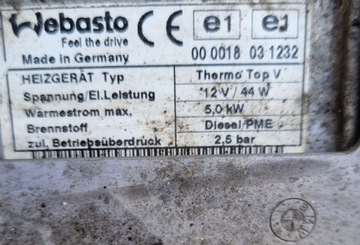 Webasto CE e1 e1
Feel the drive
Made in Germany 00 0018 03 1232
HEIZGERÄT Typ Thermo Top V
Spannung/El.Leistung 12 V / 44 W
Wärmestrom max. 5,0 kW
Brennstoff Diesel/PME
zul. Betriebsüberdruck 2,5 bar